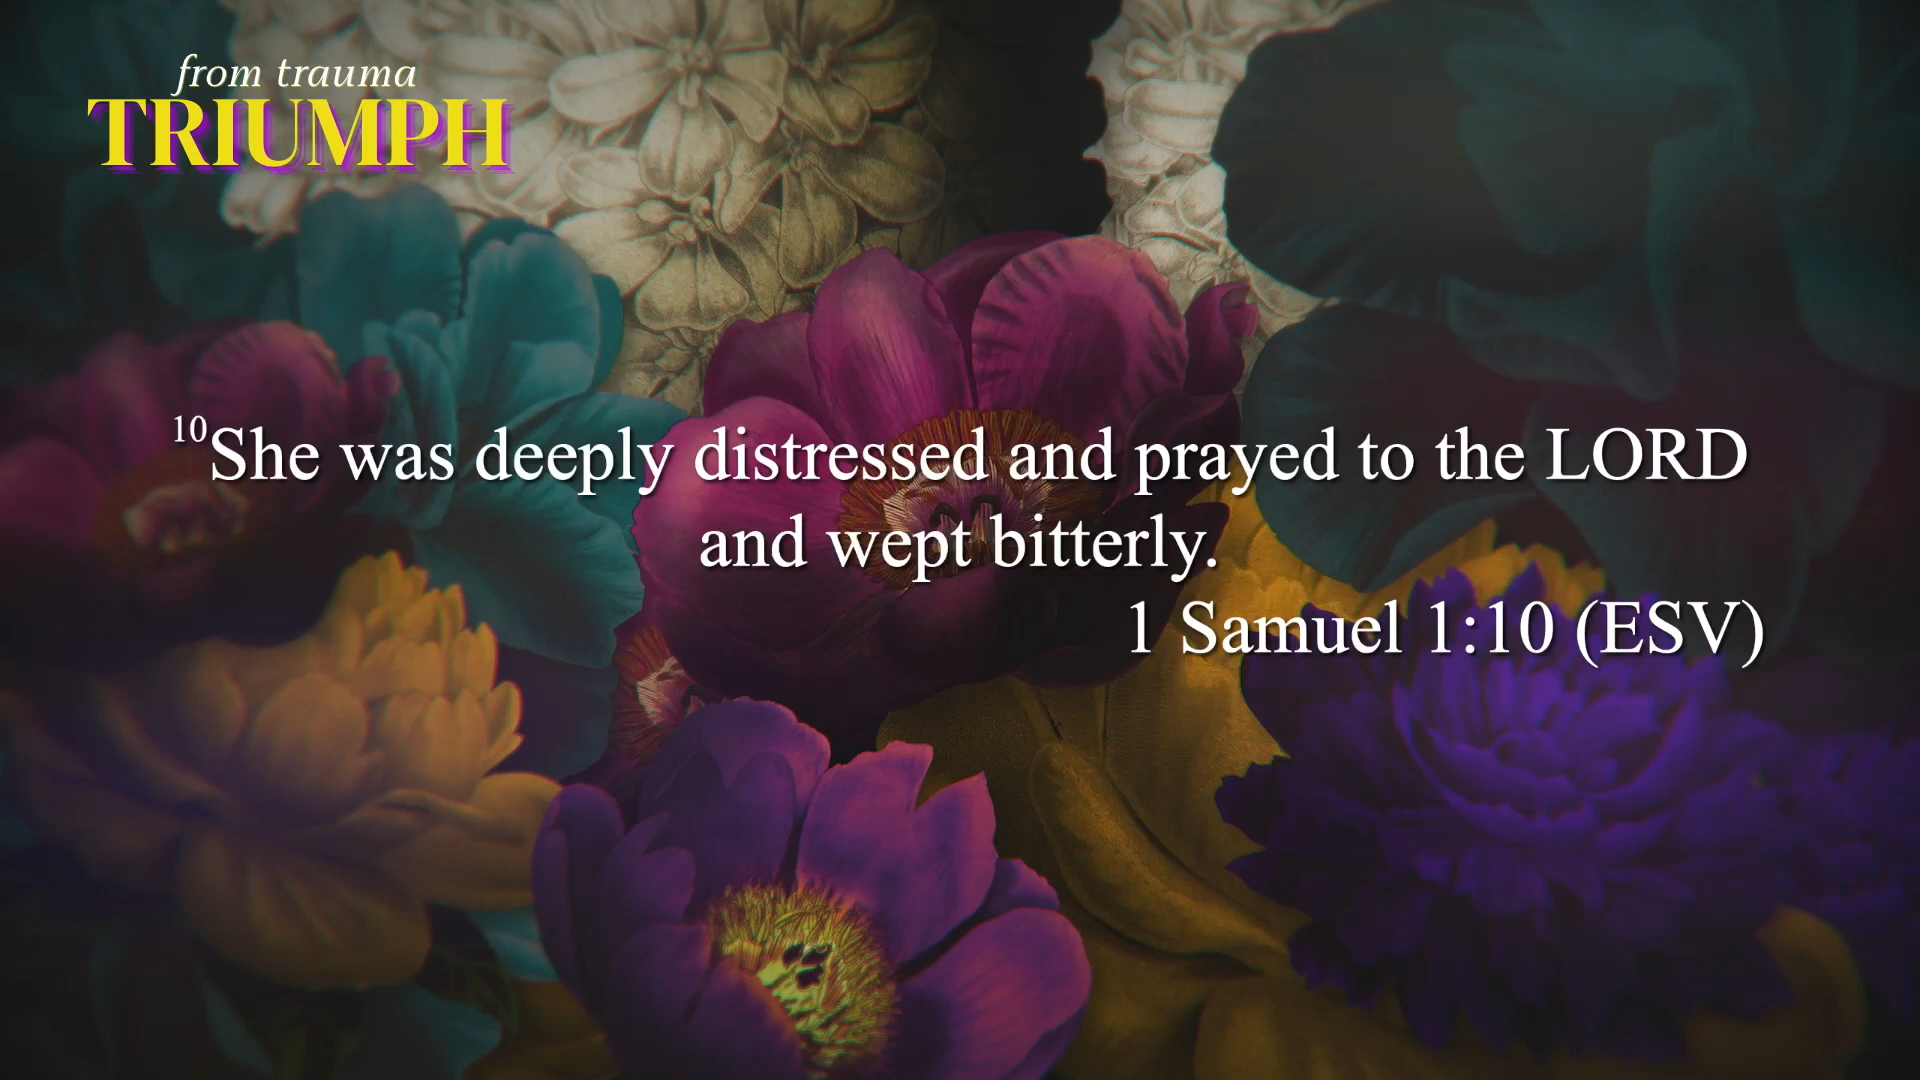 from trauma
TRIUMPH
10She was deeply distressed and prayed to the LORD
and wept bitterly.
1 Samuel 1:10 (ESV)